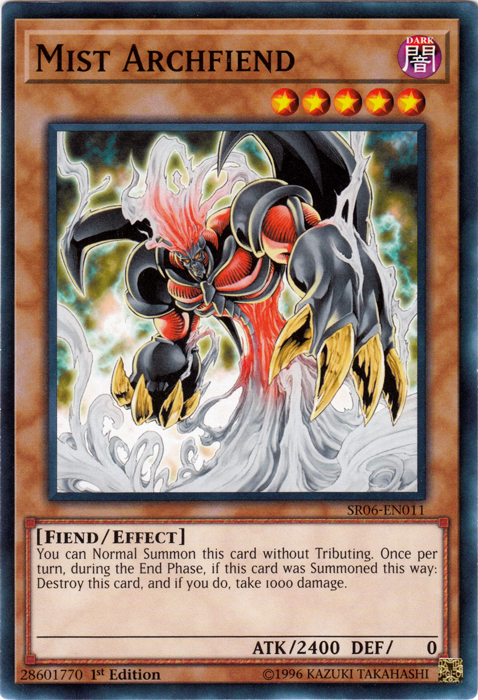 MIST ARCHFIEND
DARK
闇
SR06-EN011
[FIEND/EFFECT]
You can Normal Summon this card without Tributing. Once per
turn, during the End Phase, if this card was Summoned this way:
Destroy this card, and if you do, take 1000 damage.
ATK/2400 DEF/ 0
28601770 1st Edition ©1996 KAZUKI TAKAHASHI